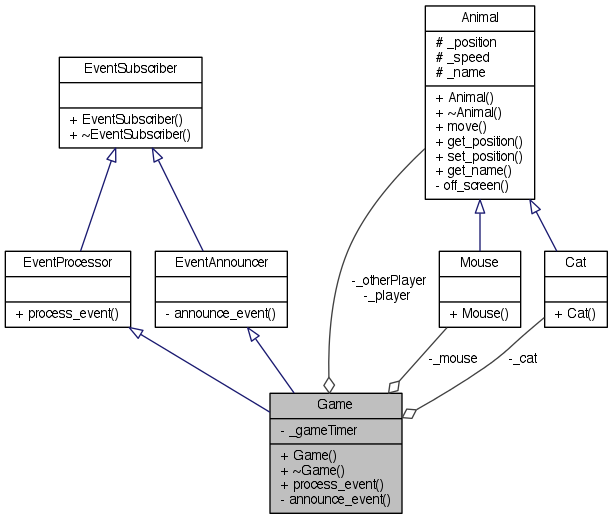 Animal
# _position
# _speed
# _name
+ Animal()
+ ~Animal()
+ move()
+ get_position()
+ set_position()
+ get_name()
- off_screen()
EventSubscriber
+ EventSubscriber()
+ ~EventSubscriber()
EventProcessor
+ process_event()
EventAnnouncer
- announce_event()
-_otherPlayer
-_player
Mouse
+ Mouse()
Cat
+ Cat()
-_mouse
-_cat
Game
- _gameTimer
+ Game()
+ ~Game()
+ process_event()
- announce_event()